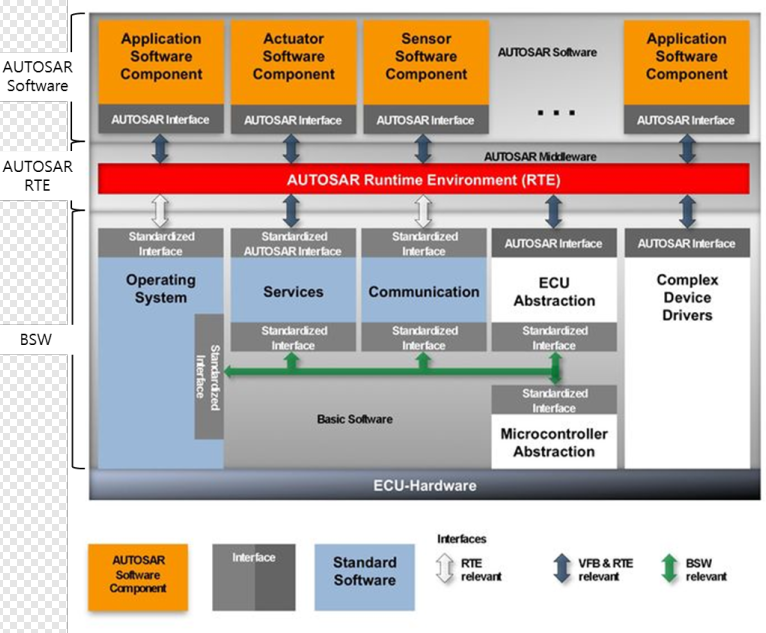 AUTOSAR
Software
Application
Software
Component
AUTOSAR Interface
Actuator
Software
Component
AUTOSAR Interface
Sensor
Software
Component
AUTOSAR Interface
AUTOSAR Software
...
Application
Software
Component
AUTOSAR Interface
AUTOSAR
RTE
AUTOSAR Middleware
AUTOSAR Runtime Environment (RTE)
BSW
Standardized
Interface
Operating
System
Standardized
Interface
Standardized
AUTOSAR Interface
Services
Standardized
Interface
Standardized
Interface
Communication
Standardized
Interface
AUTOSAR Interface
ECU
Abstraction
Standardized
Interface
AUTOSAR Interface
Complex
Device
Drivers
Basic Software
Standardized
Interface
Microcontroller
Abstraction
ECU-Hardware
AUTOSAR
Software
Component
Interface
Standard
Software
Interfaces
RTE
relevant
VFB & RTE
relevant
BSW
relevant